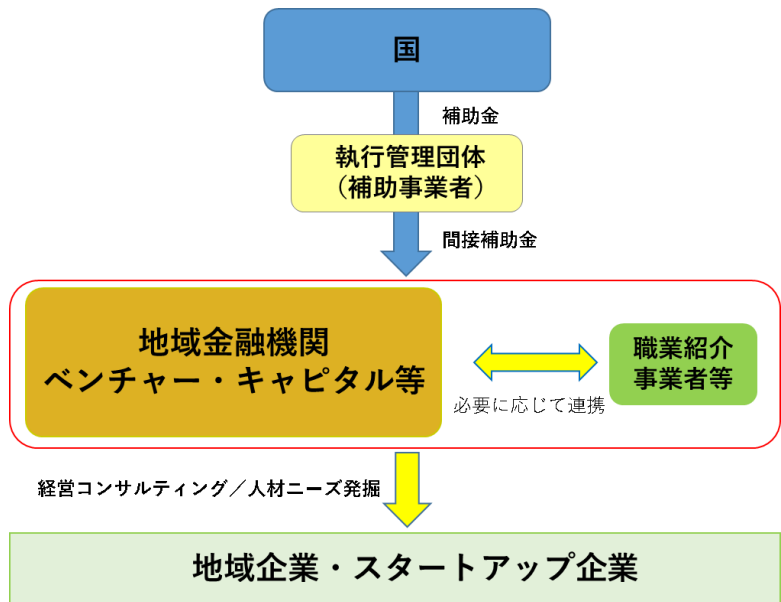 国
補助金
執行管理団体
（補助事業者）
間接補助金
地域金融機関
ベンチャー・キャピタル等
職業紹介
事業者等
必要に応じて連携
経営コンサルティング／人材ニーズ発掘
地域企業・スタートアップ企業